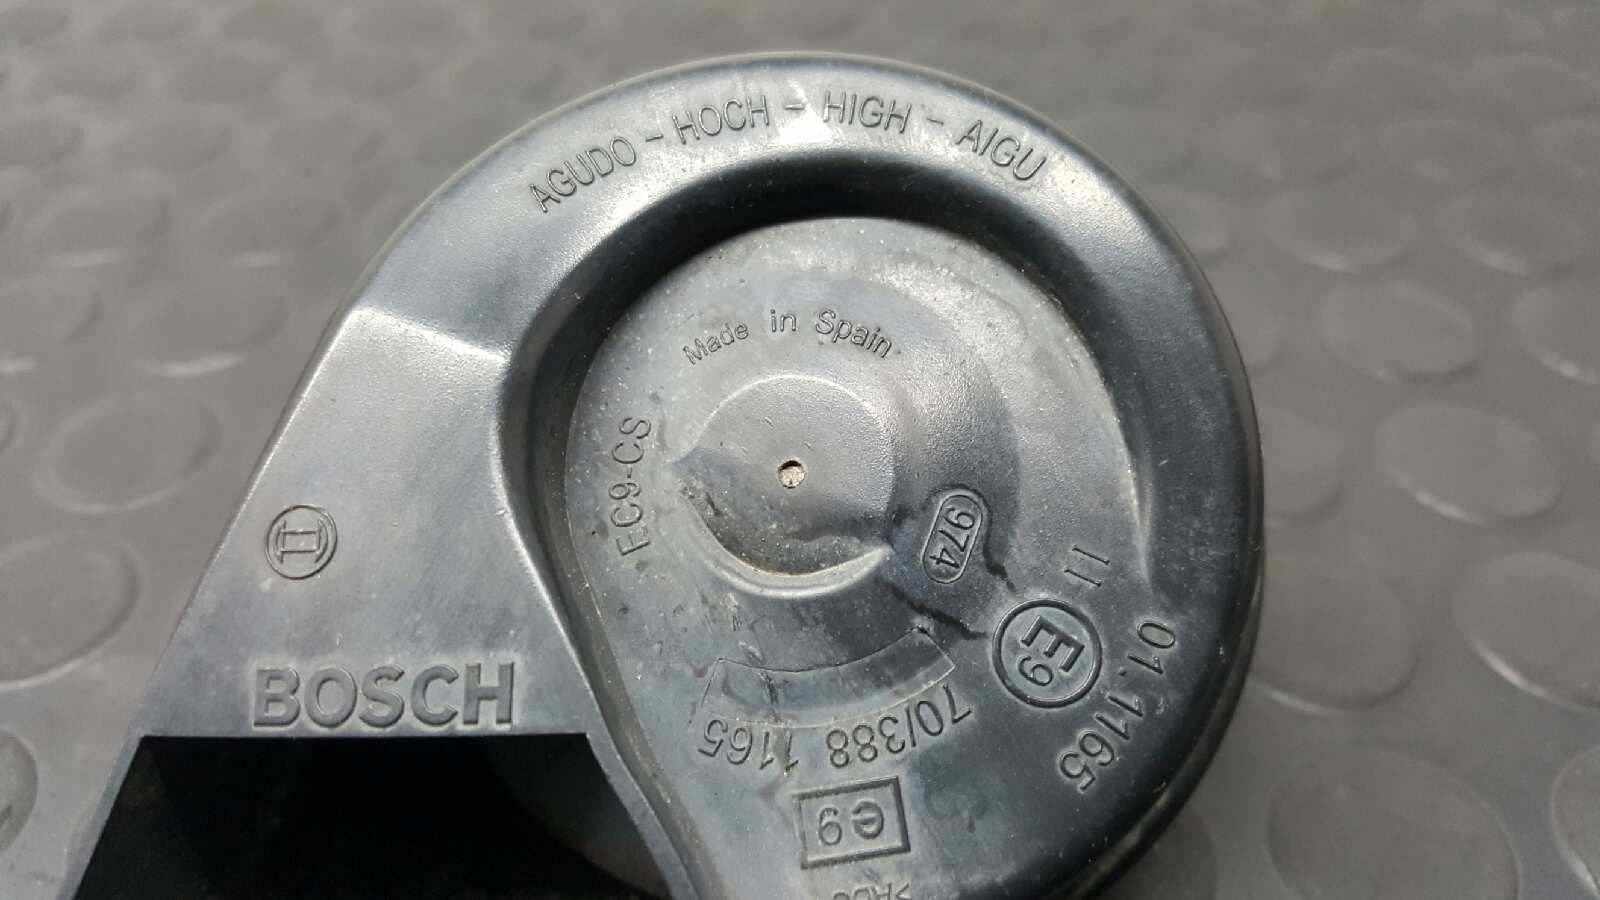 AGUDO - HOCH - HIGH - AIGU
Made in Spain
EC9-CS
974
II
E9
01.1165
BOSCH
70/388 1165
e9